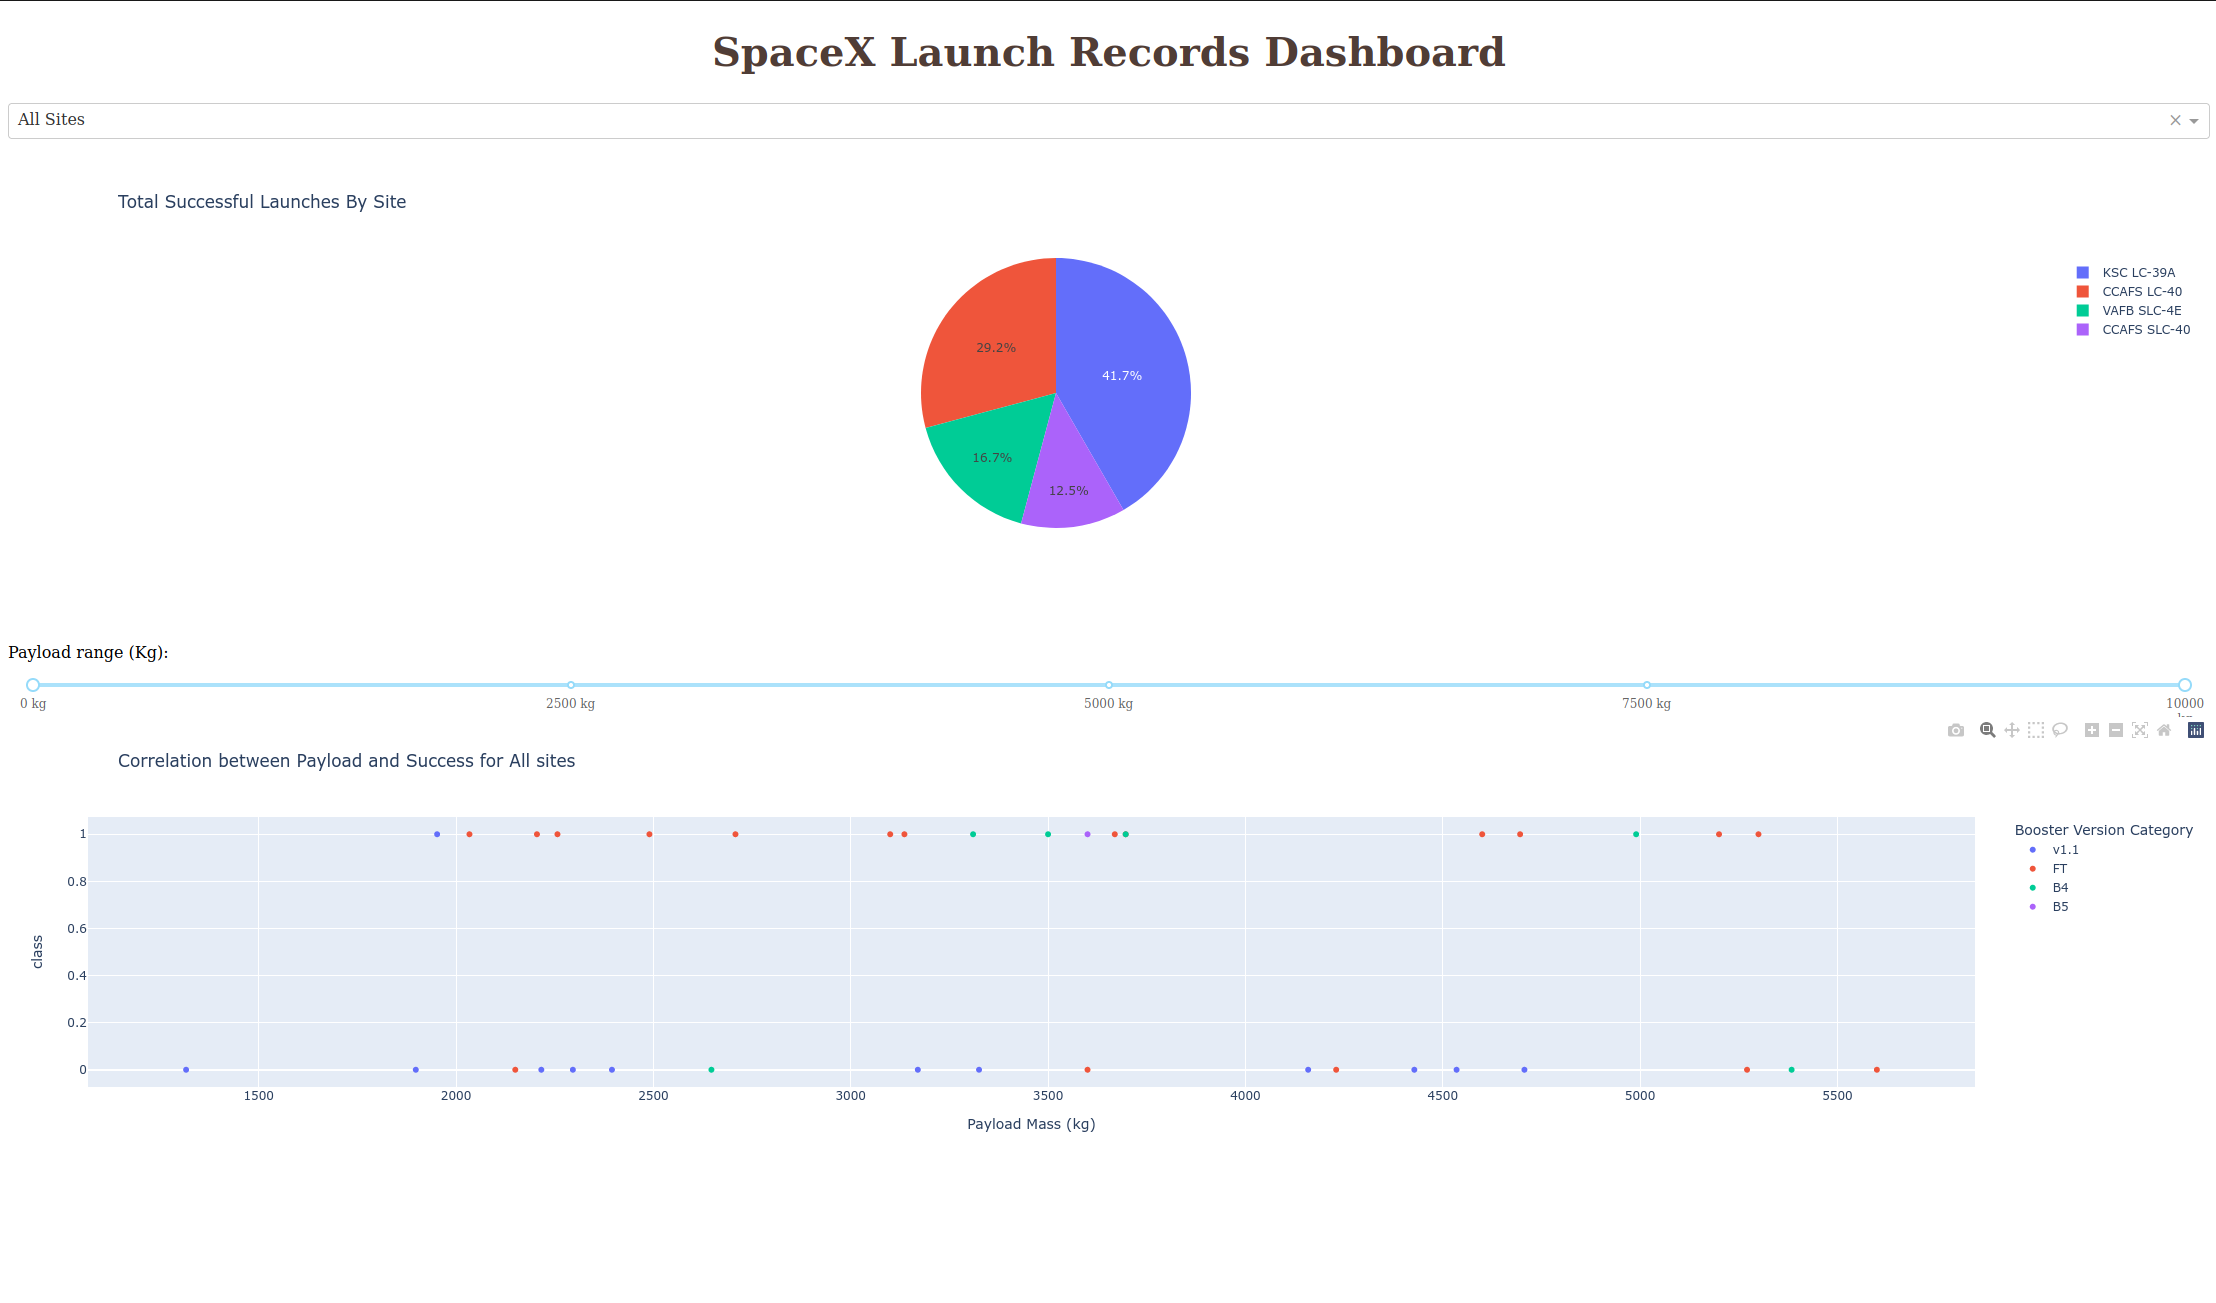 SpaceX Launch Records Dashboard
All Sites
Total Successful Launches By Site
KSC LC-39A
CCAFS LC-40
VAFB SLC-4E
CCAFS SLC-40
29.2%
41.7%
16.7%
12.5%
Payload range (Kg):
0 kg
2500 kg
5000 kg
7500 kg
10000
Correlation between Payload and Success for All sites
Booster Version Category
v1.1
FT
B4
B5
class
1
0.8
0.6
0.4
0.2
0
1500
2000
2500
3000
3500
4000
4500
5000
5500
Payload Mass (kg)